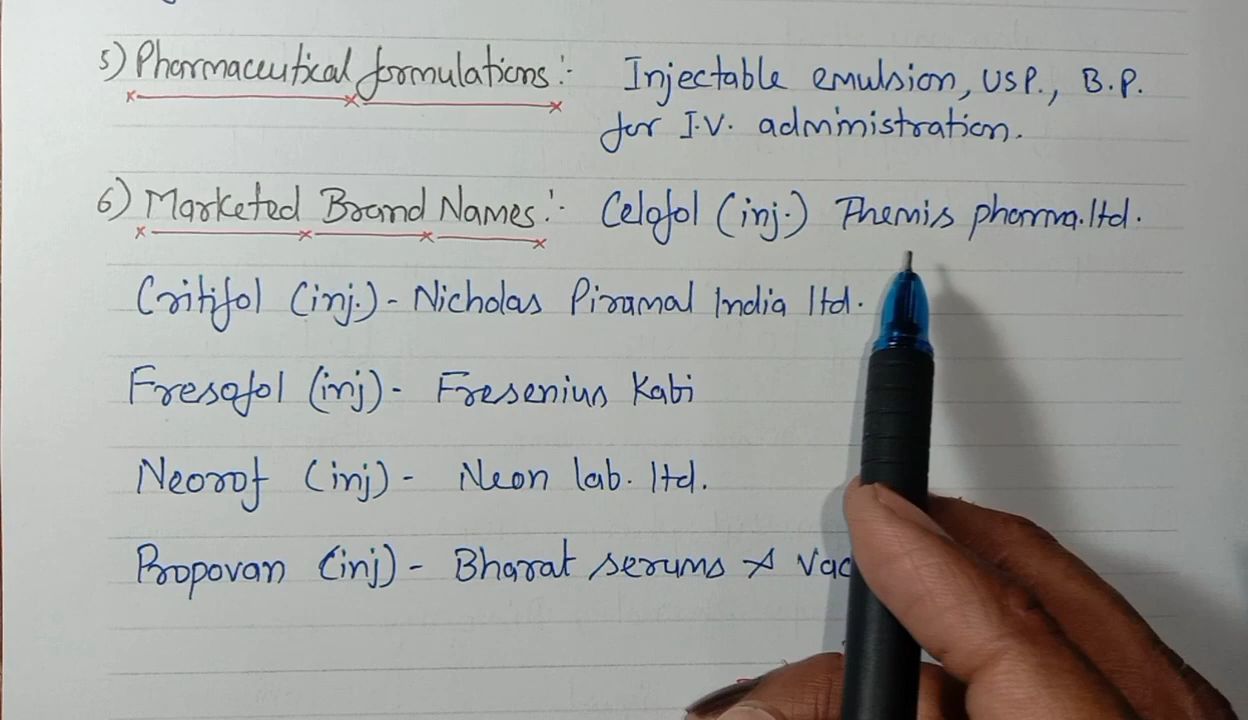 5) Pharmaceutical formulations :- Injectable emulsion, USP., B.P.
for I.V. administration.
6) Marketed Brand Names :- Celofol (inj.) Themis pharma. ltd.
Critifol (inj.) - Nicholas Piramal India ltd.
Fresofol (inj) - Fresenius Kabi
Neorof (inj) - Neon lab. ltd.
Propovan (inj) - Bharat serums &